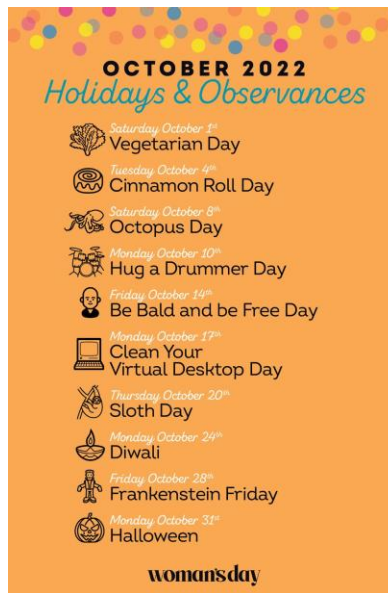 OCTOBER 2022
Holidays & Observances
Saturday October 1st
Vegetarian Day
Tuesday October 4th
Cinnamon Roll Day
Saturday October 8th
Octopus Day
Monday October 10th
Hug a Drummer Day
Friday October 14th
Be Bald and be Free Day
Monday October 17th
Clean Your
Virtual Desktop Day
Thursday October 20th
Sloth Day
Monday October 24th
Diwali
Friday October 28th
Frankenstein Friday
Monday October 31st
Halloween
woman's day